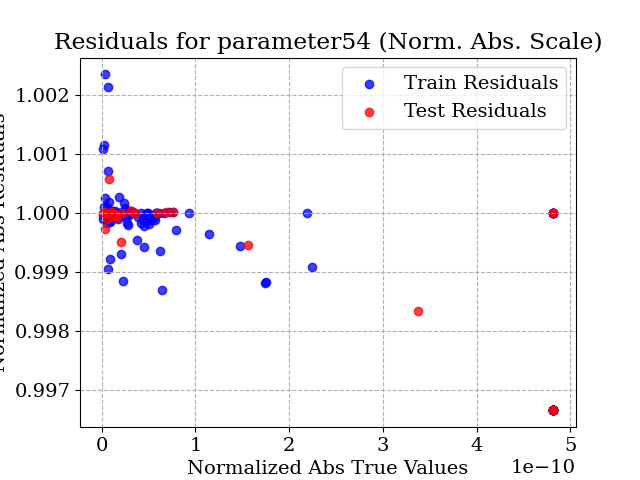 Residuals for parameter54 (Norm. Abs. Scale)
Train Residuals
Test Residuals
1.002
1.001
1.000
0.999
0.998
0.997
Normalized Abs Residuals
0 1 2 3 4 5
1e−10
Normalized Abs True Values